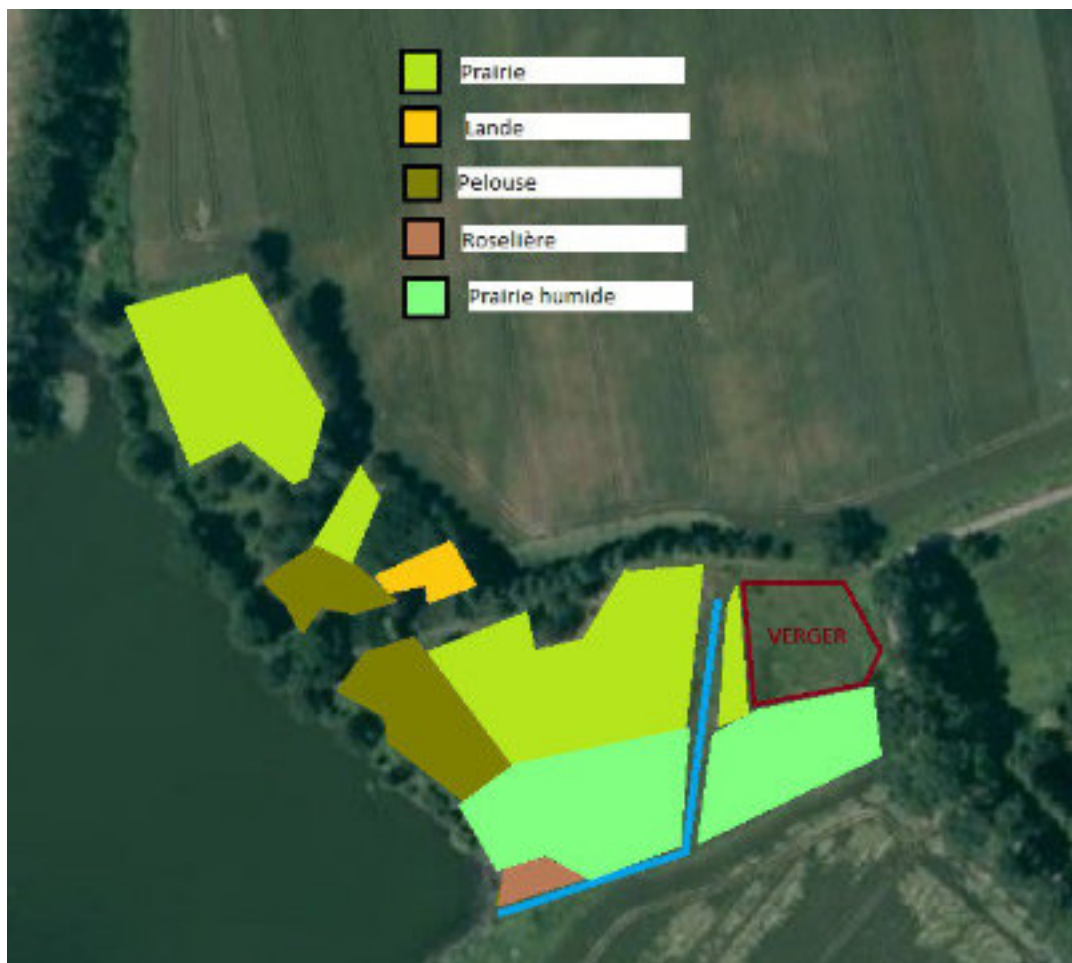 Prairie
Lande
Pelouse
Roselière
Prairie humide
VERGER